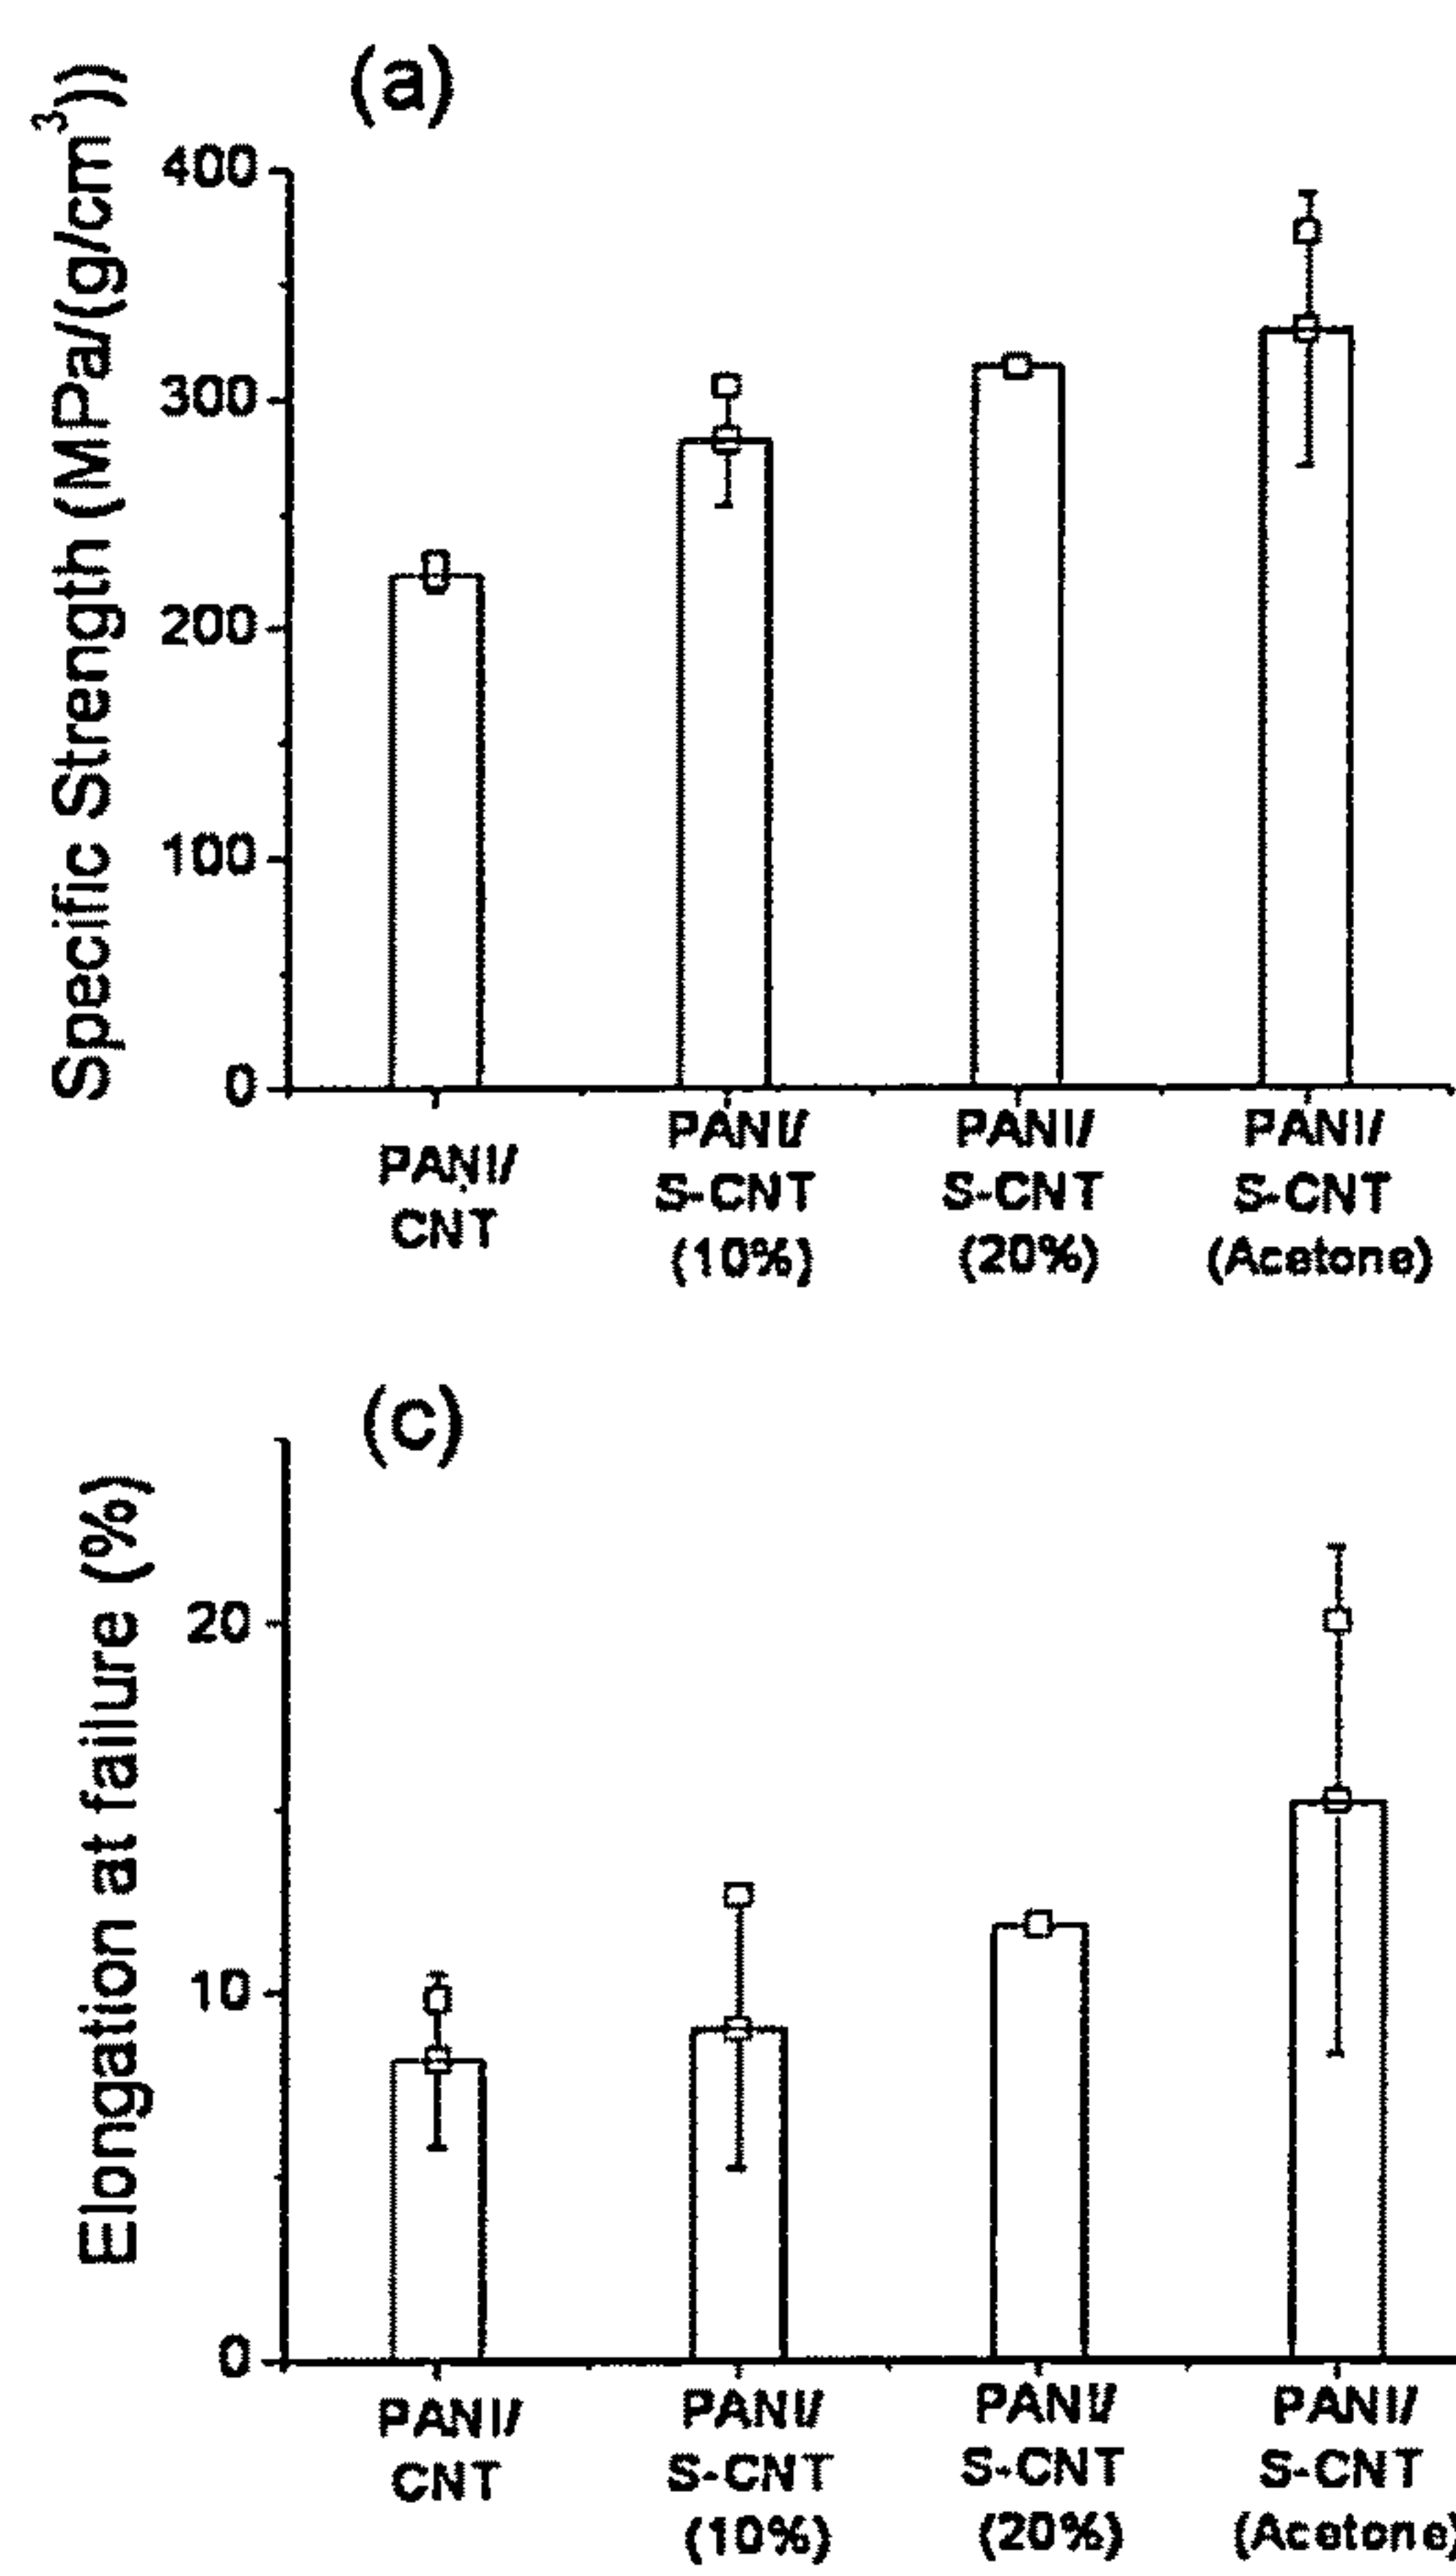 (a)
Specific Strength (MPa/(g/cm³))
400
300
200
100
0
PANI/
CNT
PANI/
S-CNT
(10%)
PANI/
S-CNT
(20%)
PANI/
S-CNT
(Acetone)
(c)
Elongation at failure (%)
20
10
0
PANI/
CNT
PANI/
S-CNT
(10%)
PANI/
S-CNT
(20%)
PANI/
S-CNT
(Acetone)